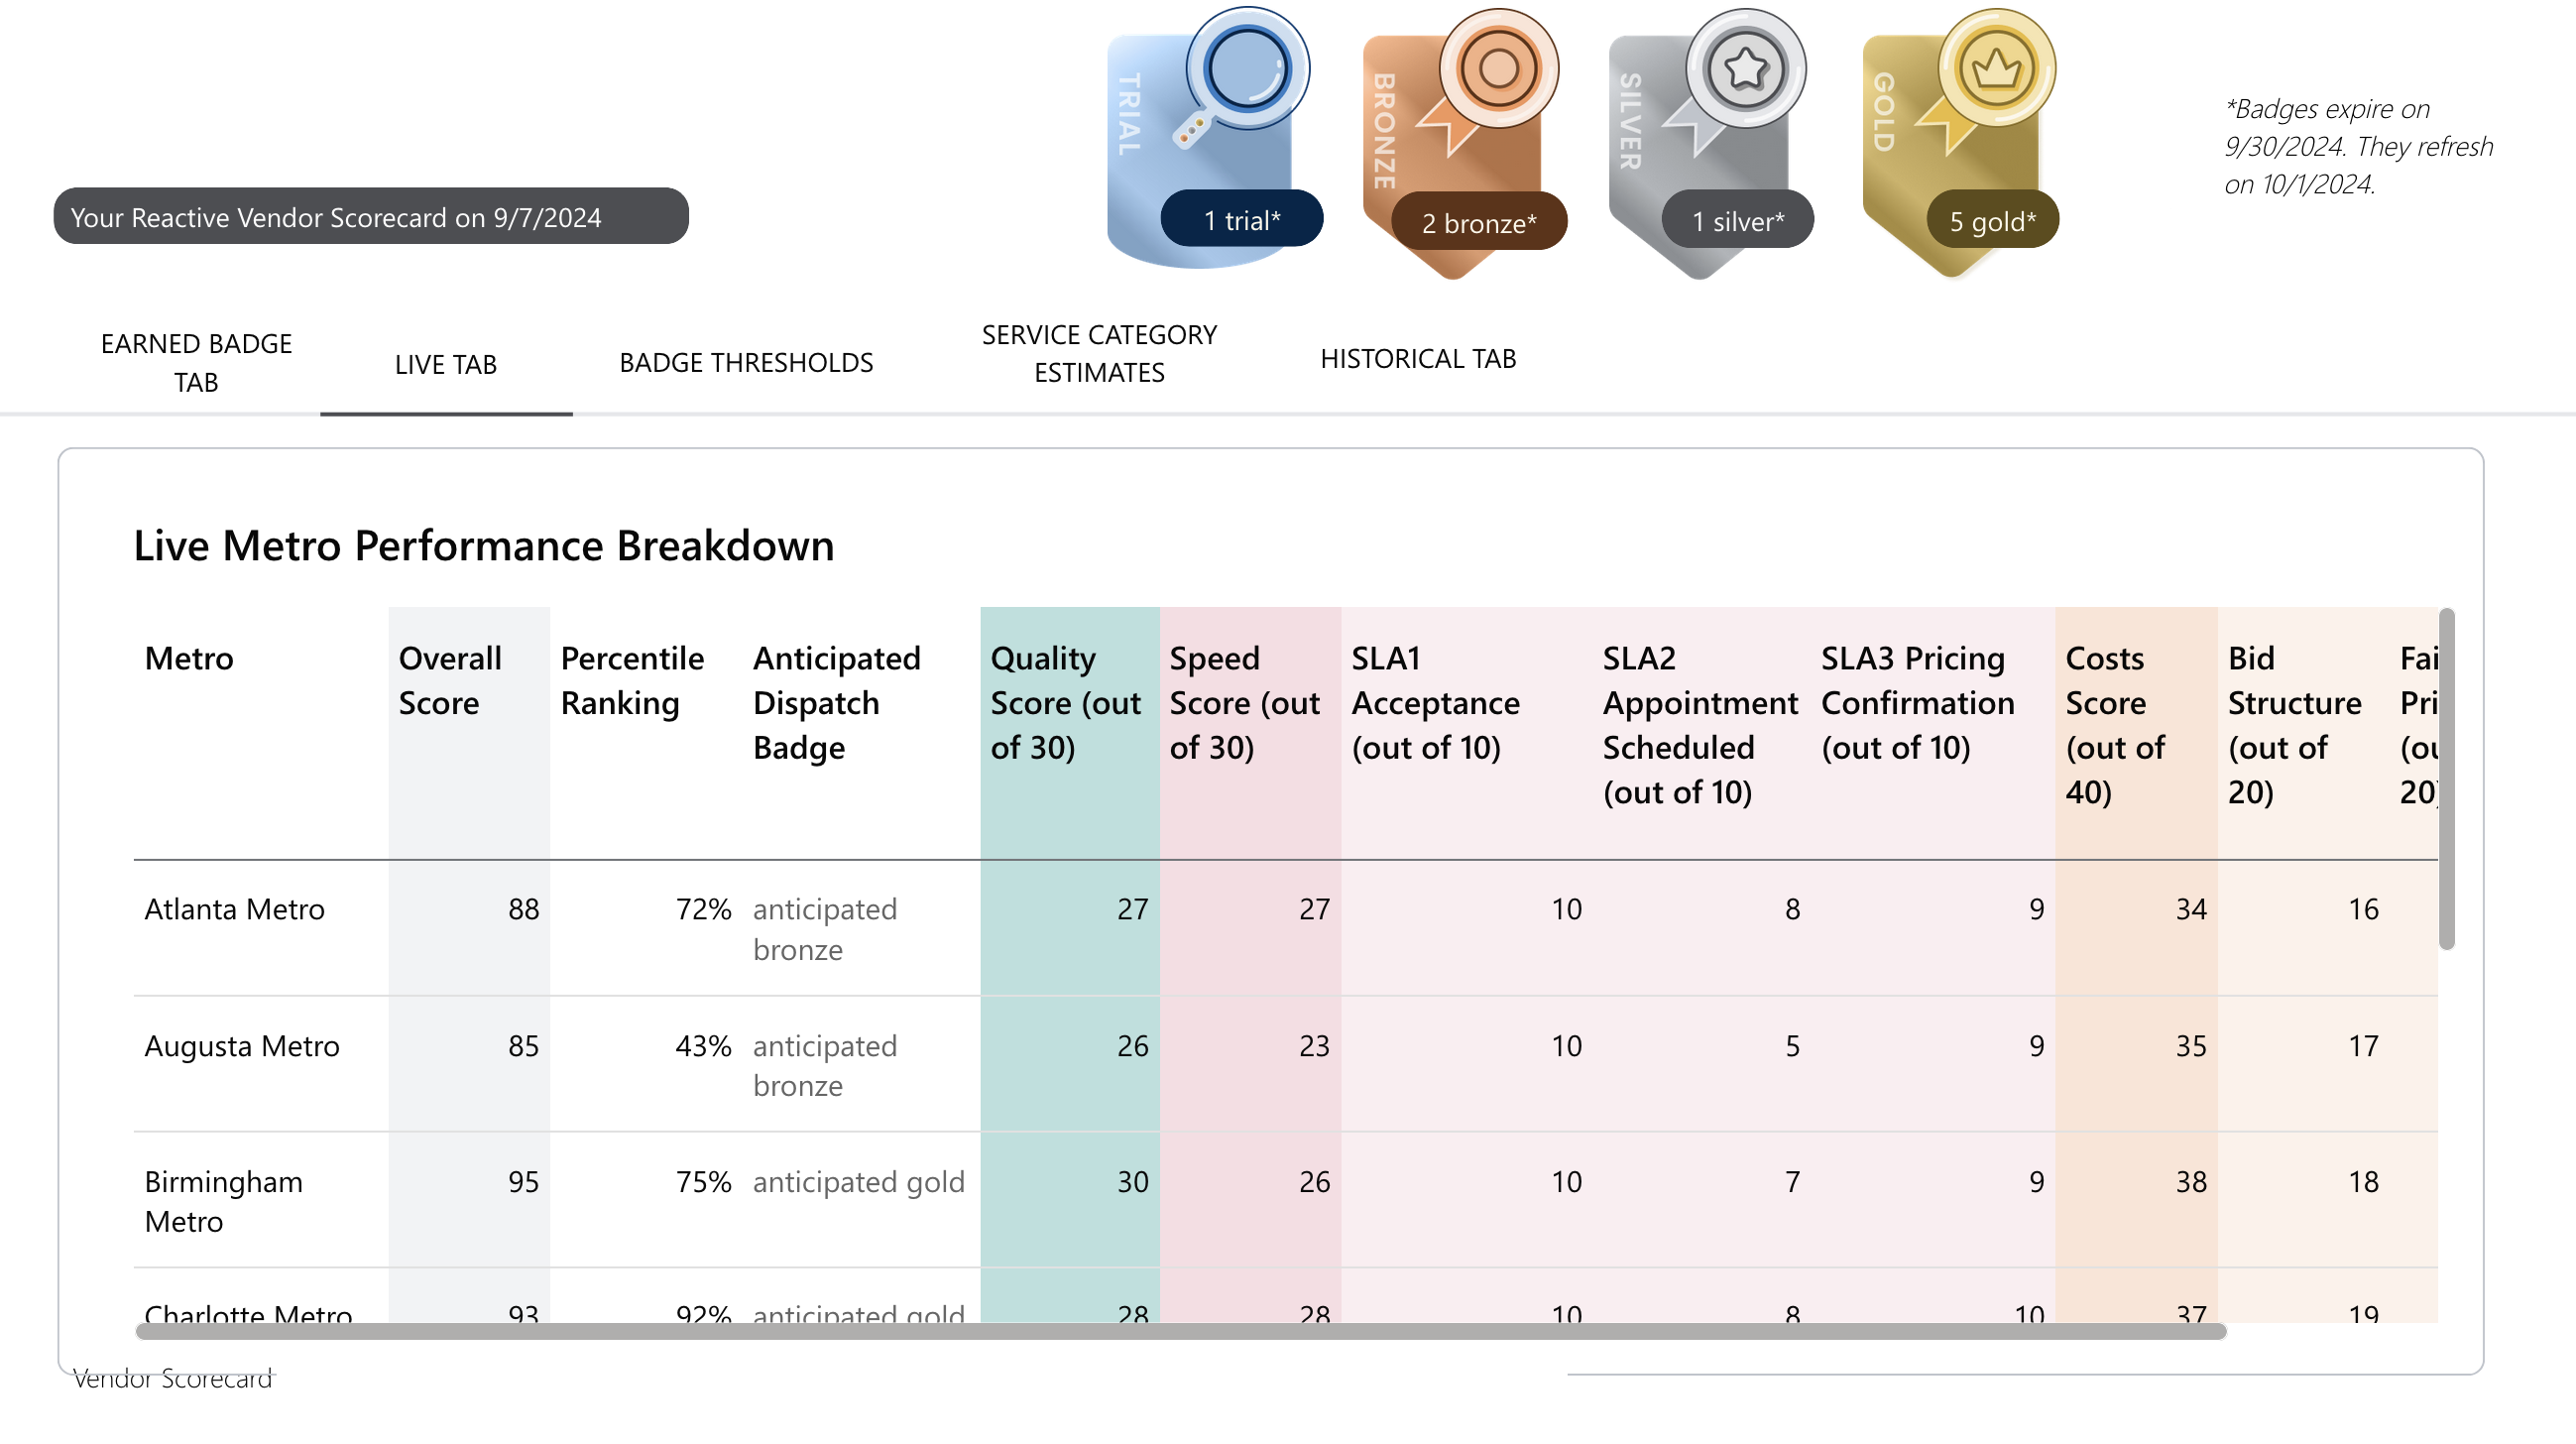 TRIAL
BRONZE
SILVER
GOLD
1 trial*
2 bronze*
1 silver*
5 gold*
*Badges expire on
9/30/2024. They refresh
on 10/1/2024.
Your Reactive Vendor Scorecard on 9/7/2024
EARNED BADGE
TAB
LIVE TAB
BADGE THRESHOLDS
SERVICE CATEGORY
ESTIMATES
HISTORICAL TAB
Live Metro Performance Breakdown
Metro
Overall
Score
Percentile
Ranking
Anticipated
Dispatch
Badge
Quality
Score (out
of 30)
Speed
Score (out
of 30)
SLA1
Acceptance
(out of 10)
SLA2
Appointment
Scheduled
(out of 10)
SLA3 Pricing
Confirmation
(out of 10)
Costs
Score
(out of
40)
Bid
Structure
(out of
20)
20)
Atlanta Metro 88 72% anticipated 27 27 10 8 9 34 16
bronze
Augusta Metro 85 43% anticipated 26 23 10 5 9 35 17
bronze
Birmingham 95 75% anticipated gold 30 26 10 7 9 38 18
Metro
Charlotte Metro 93 92% anticipated gold 28 28 10 8 10 37 19
Vendor Scorecard